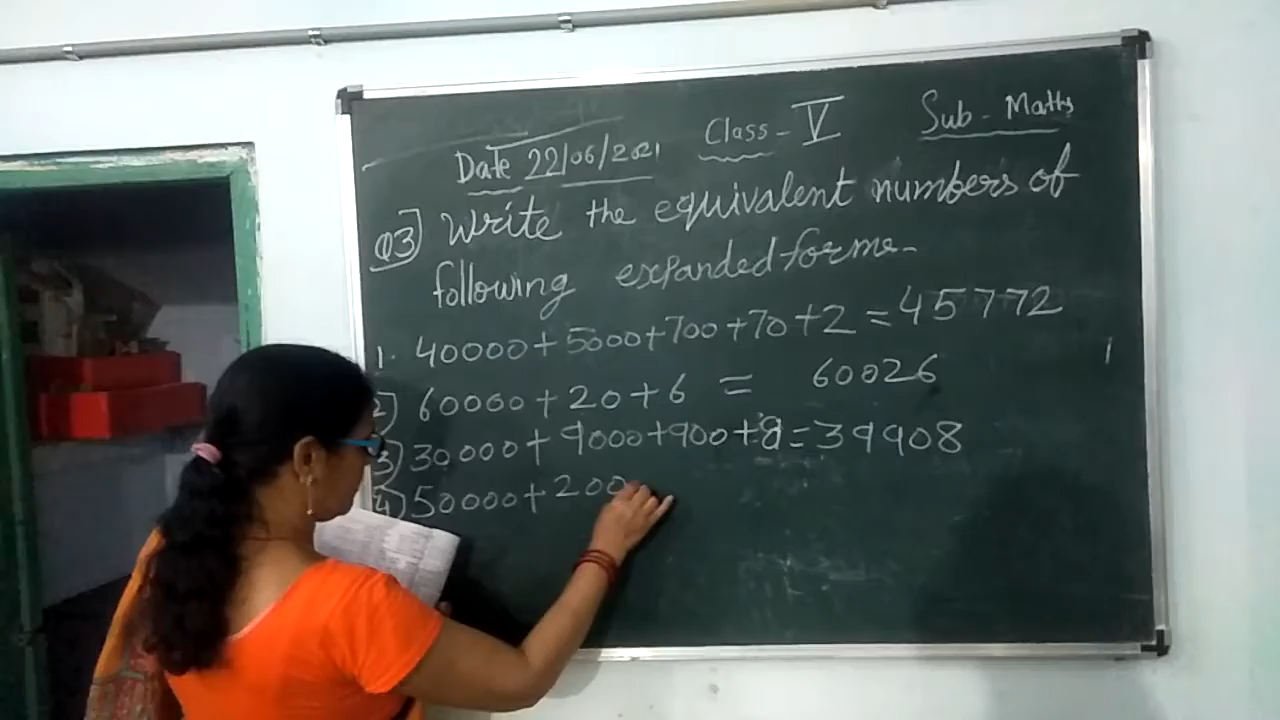 Date 22/06/2021 Class - V Sub - Maths
Q3] Write the equivalent numbers of
following expanded forms -
1. 40000+5000+700+70+2=45772
2) 60000+20+6 = 60026
3) 30000+9000+900+8=39908
4) 50000+200